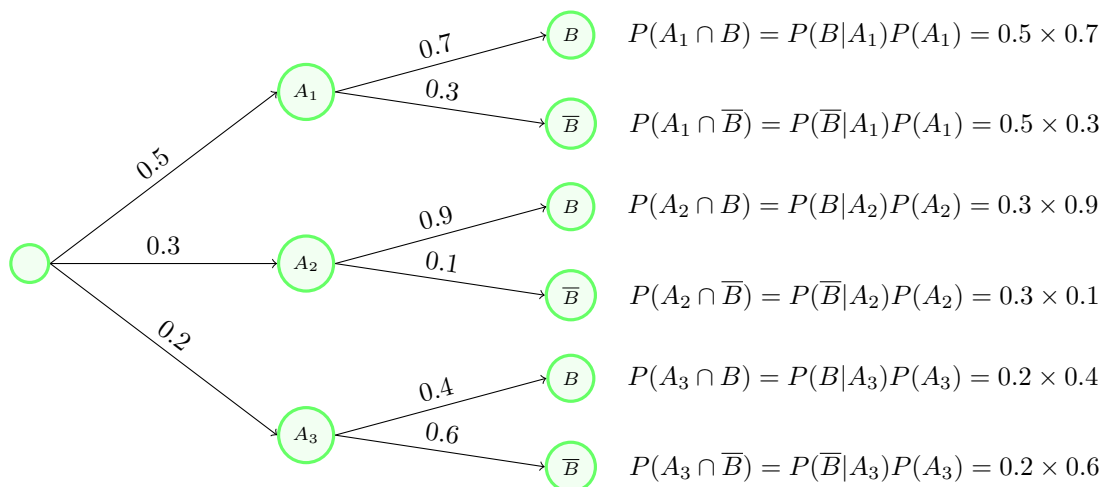 0.7
B
P(A₁ ∩ B) = P(B|A₁)P(A₁) = 0.5 × 0.7
A₁
0.3
B̅
P(A₁ ∩ B̅) = P(B̅|A₁)P(A₁) = 0.5 × 0.3
0.5
0.9
B
P(A₂ ∩ B) = P(B|A₂)P(A₂) = 0.3 × 0.9
0.3
A₂
0.1
B̅
P(A₂ ∩ B̅) = P(B̅|A₂)P(A₂) = 0.3 × 0.1
0.2
0.4
B
P(A₃ ∩ B) = P(B|A₃)P(A₃) = 0.2 × 0.4
A₃
0.6
B̅
P(A₃ ∩ B̅) = P(B̅|A₃)P(A₃) = 0.2 × 0.6